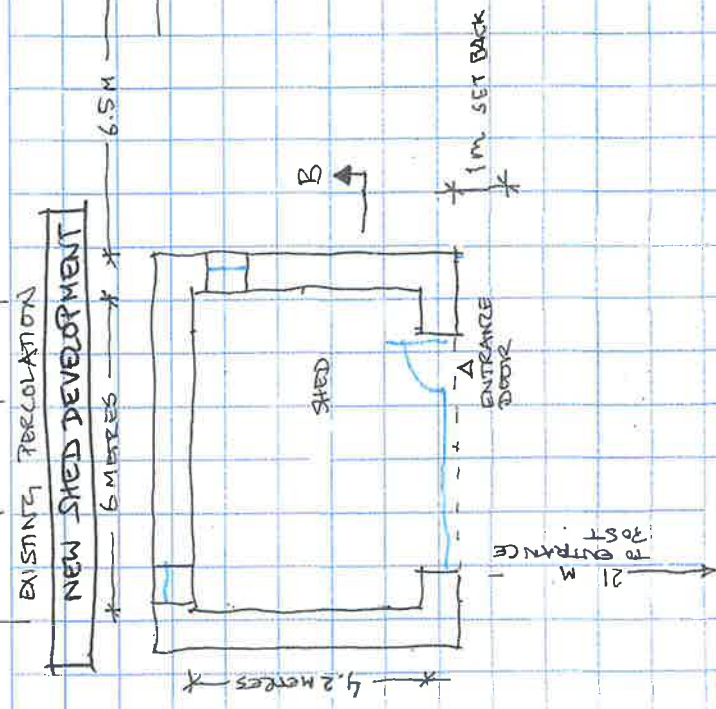 EXISTING PERCOLATION
NEW SHED DEVELOPMENT
6 METRES
6.5M
B
SHED
1m SET BACK
ENTRANCE
DOOR
21 M
TO ENTRANCE
POST
4.2 METRES